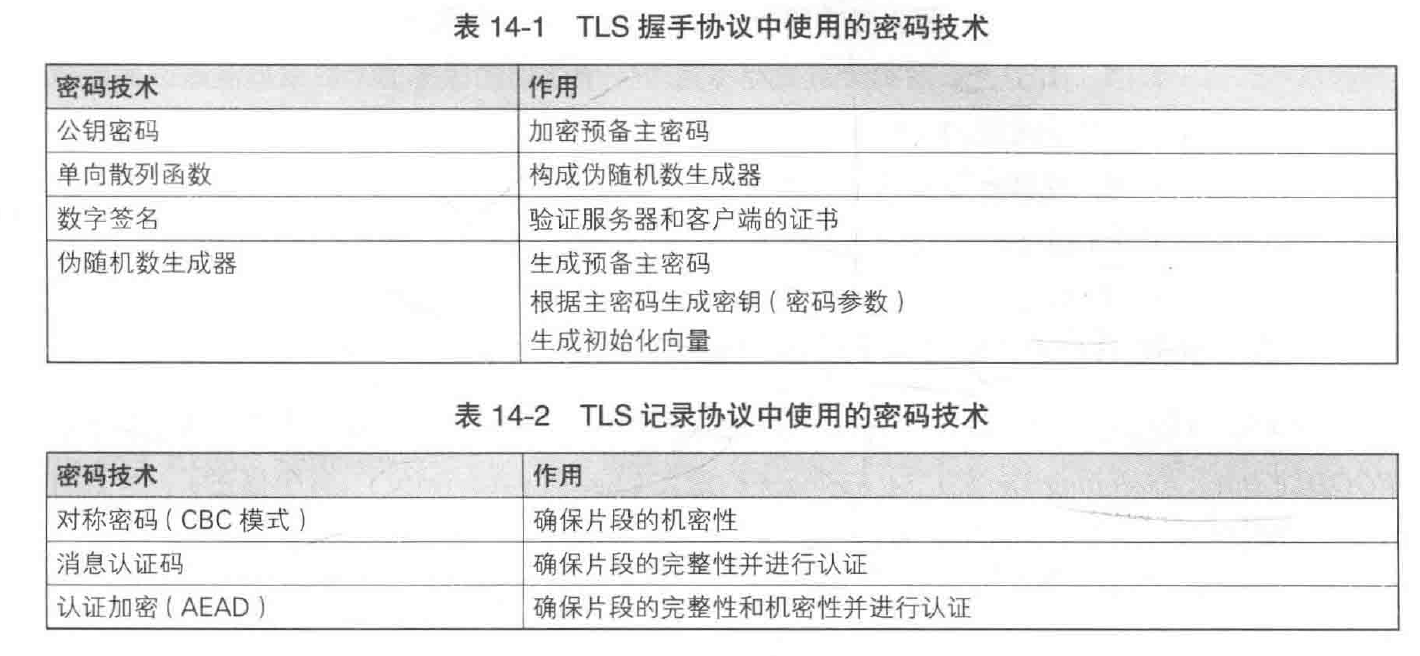 表 14-1 TLS 握手协议中使用的密码技术
密码技术 作用
公钥密码 加密预备主密码
单向散列函数 构成伪随机数生成器
数字签名 验证服务器和客户端的证书
伪随机数生成器 生成预备主密码
根据主密码生成密钥（密码参数）
生成初始化向量
表 14-2 TLS 记录协议中使用的密码技术
密码技术 作用
对称密码（CBC 模式） 确保片段的机密性
消息认证码 确保片段的完整性并进行认证
认证加密（AEAD） 确保片段的完整性和机密性并进行认证